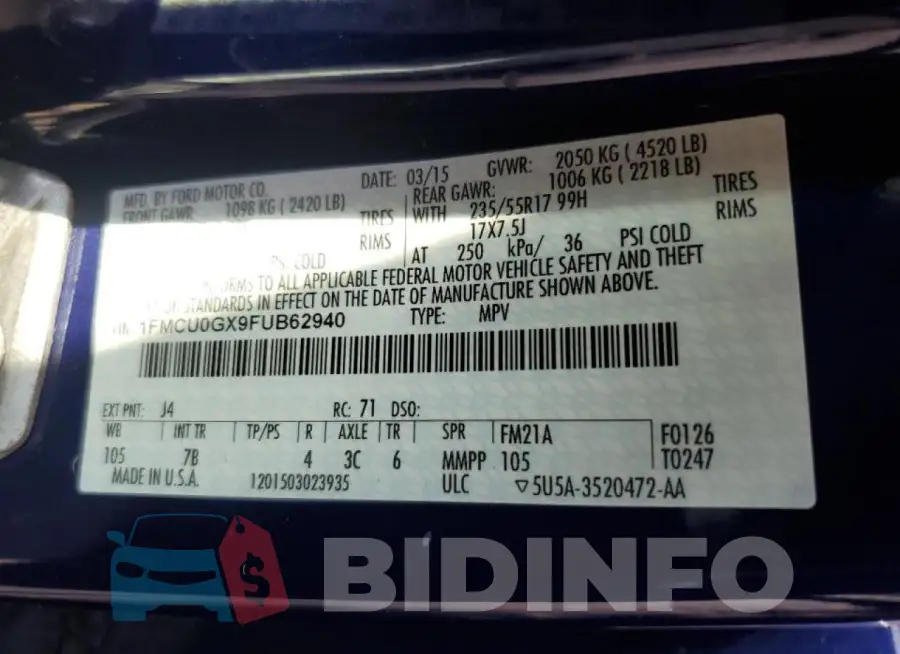 MFD. BY FORD MOTOR CO. DATE: 03/15 GVWR: 2050 KG ( 4520 LB)
FRONT GAWR: 1098 KG ( 2420 LB) REAR GAWR: 1006 KG ( 2218 LB)
TIRES WITH 235/55R17 99H TIRES
RIMS 17X7.5J RIMS
PSI COLD AT 250 kPa/ 36 PSI COLD
TO ALL APPLICABLE FEDERAL MOTOR VEHICLE SAFETY AND THEFT
STANDARDS IN EFFECT ON THE DATE OF MANUFACTURE SHOWN ABOVE.
1FMCU0GX9FUB62940 TYPE: MPV
EXT PNT: J4 RC: 71 DSO:
WB INT TR TP/PS R AXLE TR SPR FM21A F0126
105 7B 4 3C 6 MMPP 105 T0247
MADE IN U.S.A. 1201503023935 ULC ▽5U5A-3520472-AA
BIDINFO
$